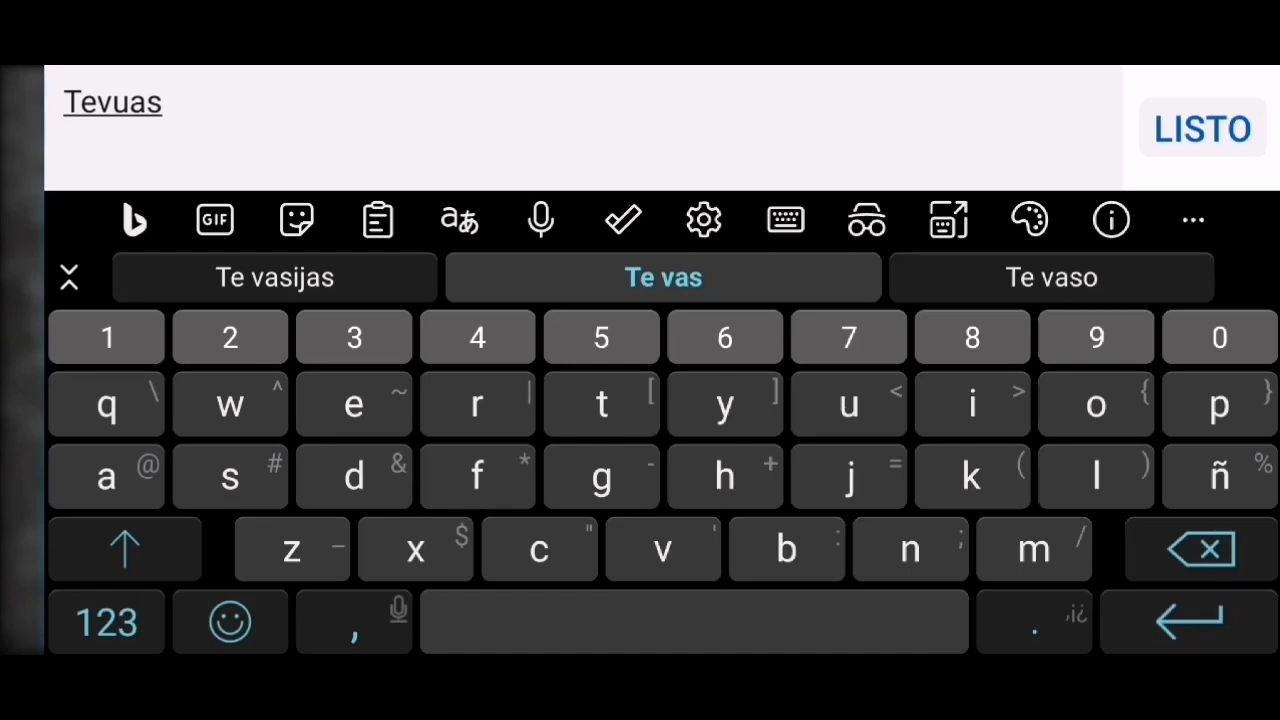 Tevuas
LISTO
GIF
Te vasijas Te vas Te vaso
1 2 3 4 5 6 7 8 9 0
q \ w ^ e ~ r | t [ y ] u < i > o { p }
a @ s # d & f * g - h + j = k ( l ) ñ %
z _ x $ c " v ' b : n ; m /
123 , . ,i¿